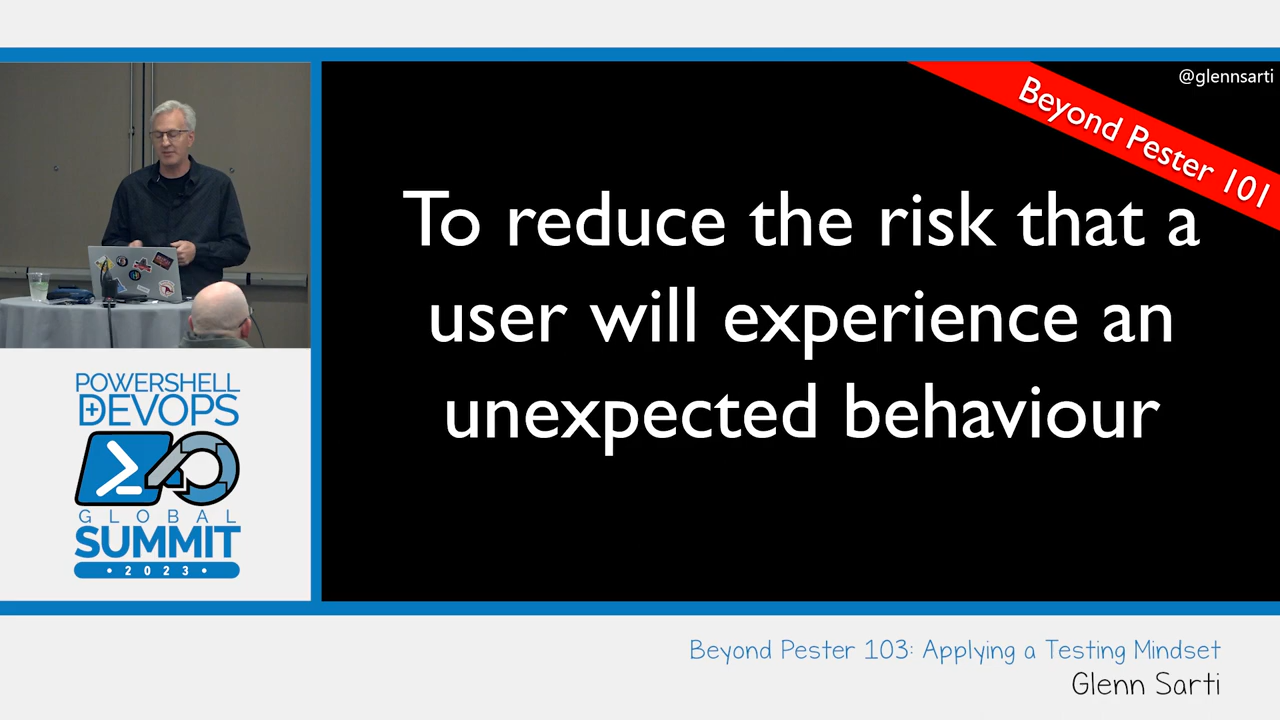 @glennsarti
Beyond Pester 101
To reduce the risk that a
user will experience an
unexpected behaviour
POWERSHELL
+DEVOPS
GLOBAL
SUMMIT
• 2023 •
Beyond Pester 103: Applying a Testing Mindset
Glenn Sarti